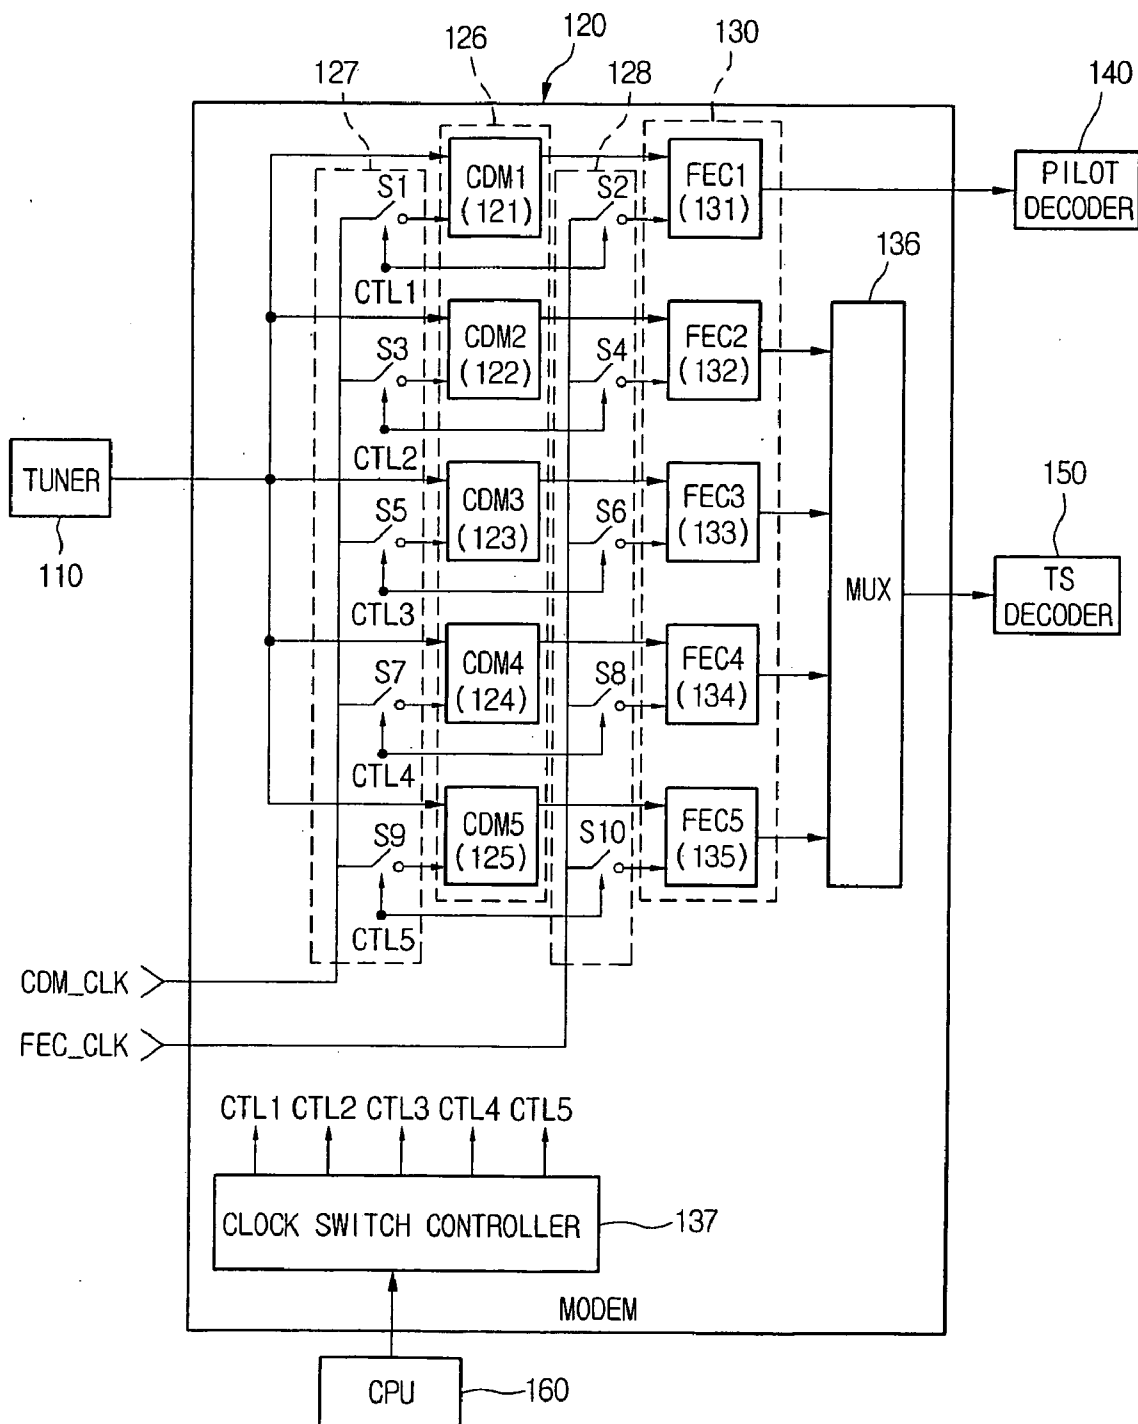 120
126
130
127
128
140
CDM1
(121)
FEC1
(131)
PILOT
DECODER
S1
S2
CTL1
136
CDM2
(122)
FEC2
(132)
S3
S4
CTL2
TUNER
110
CDM3
(123)
FEC3
(133)
S5
S6
CTL3
MUX
150
TS
DECODER
CDM4
(124)
FEC4
(134)
S7
S8
CTL4
CDM5
(125)
FEC5
(135)
S9
S10
CTL5
CDM_CLK
FEC_CLK
CTL1 CTL2 CTL3 CTL4 CTL5
CLOCK SWITCH CONTROLLER
137
MODEM
CPU
160